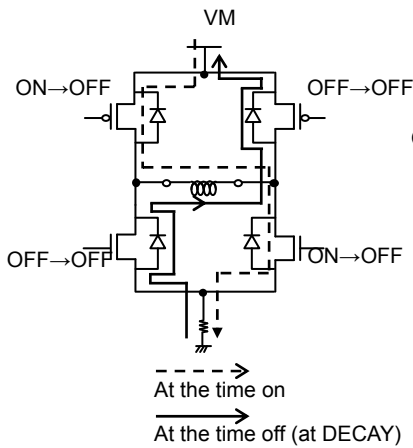 VM
ON→OFF
OFF→OFF
OFF→OFF
ON→OFF
At the time on
At the time off (at DECAY)